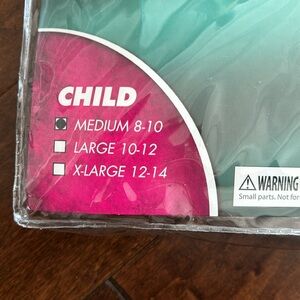 CHILD
MEDIUM 8-10
LARGE 10-12
X-LARGE 12-14
WARNING
Small parts. Not for